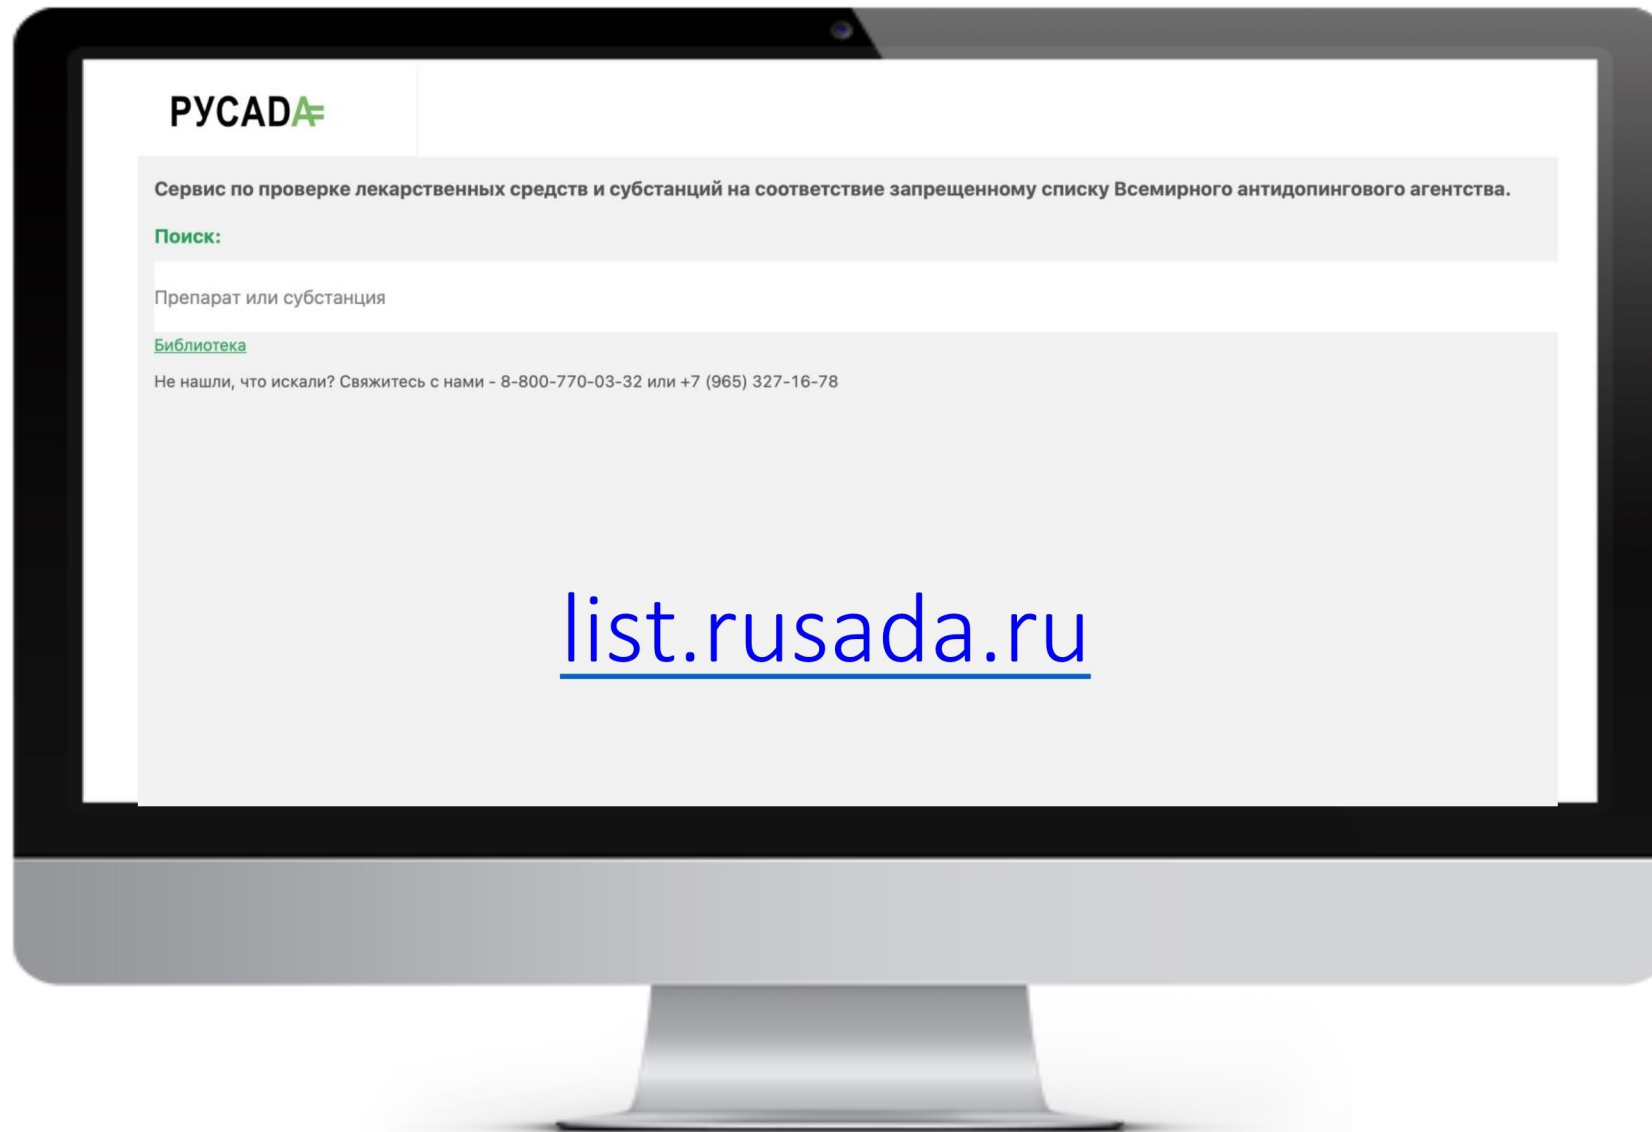 РУСАDA
Сервис по проверке лекарственных средств и субстанций на соответствие запрещенному списку Всемирного антидопингового агентства.
Поиск:
Препарат или субстанция
Библиотека
Не нашли, что искали? Свяжитесь с нами - 8-800-770-03-32 или +7 (965) 327-16-78
list.rusada.ru